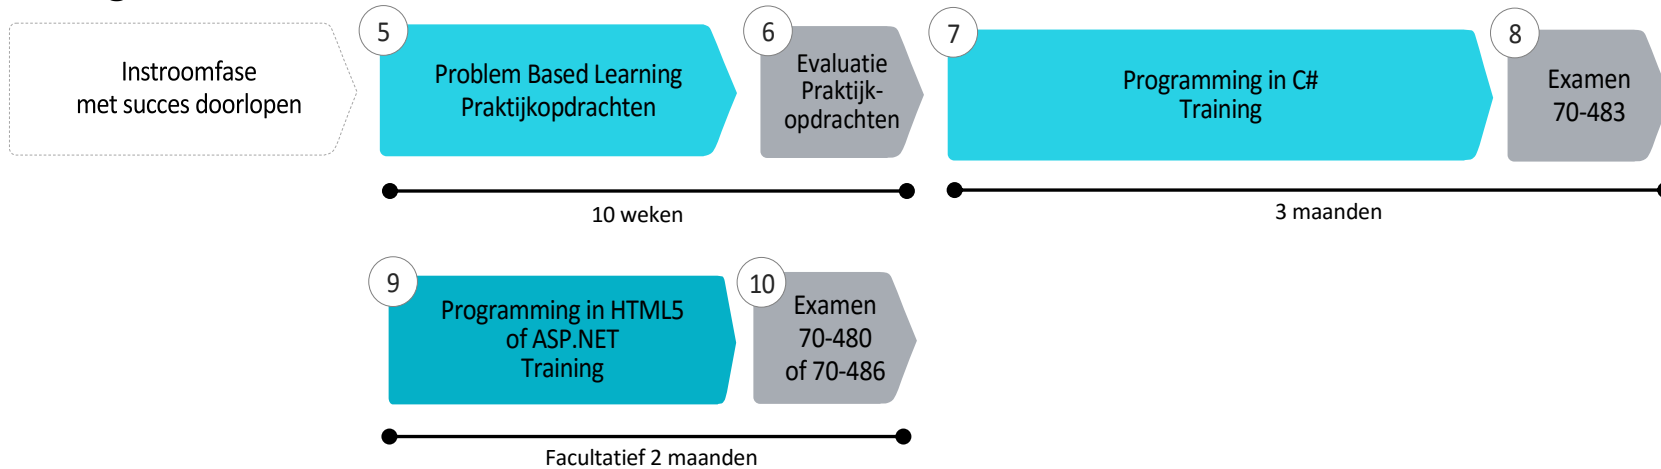 Instroomfase
met succes doorlopen
5
Problem Based Learning
Praktijkopdrachten
6
Evaluatie
Praktijk-
opdrachten
7
Programming in C#
Training
8
Examen
70-483
10 weken
3 maanden
9
Programming in HTML5
of ASP.NET
Training
10
Examen
70-480
of 70-486
Facultatief 2 maanden